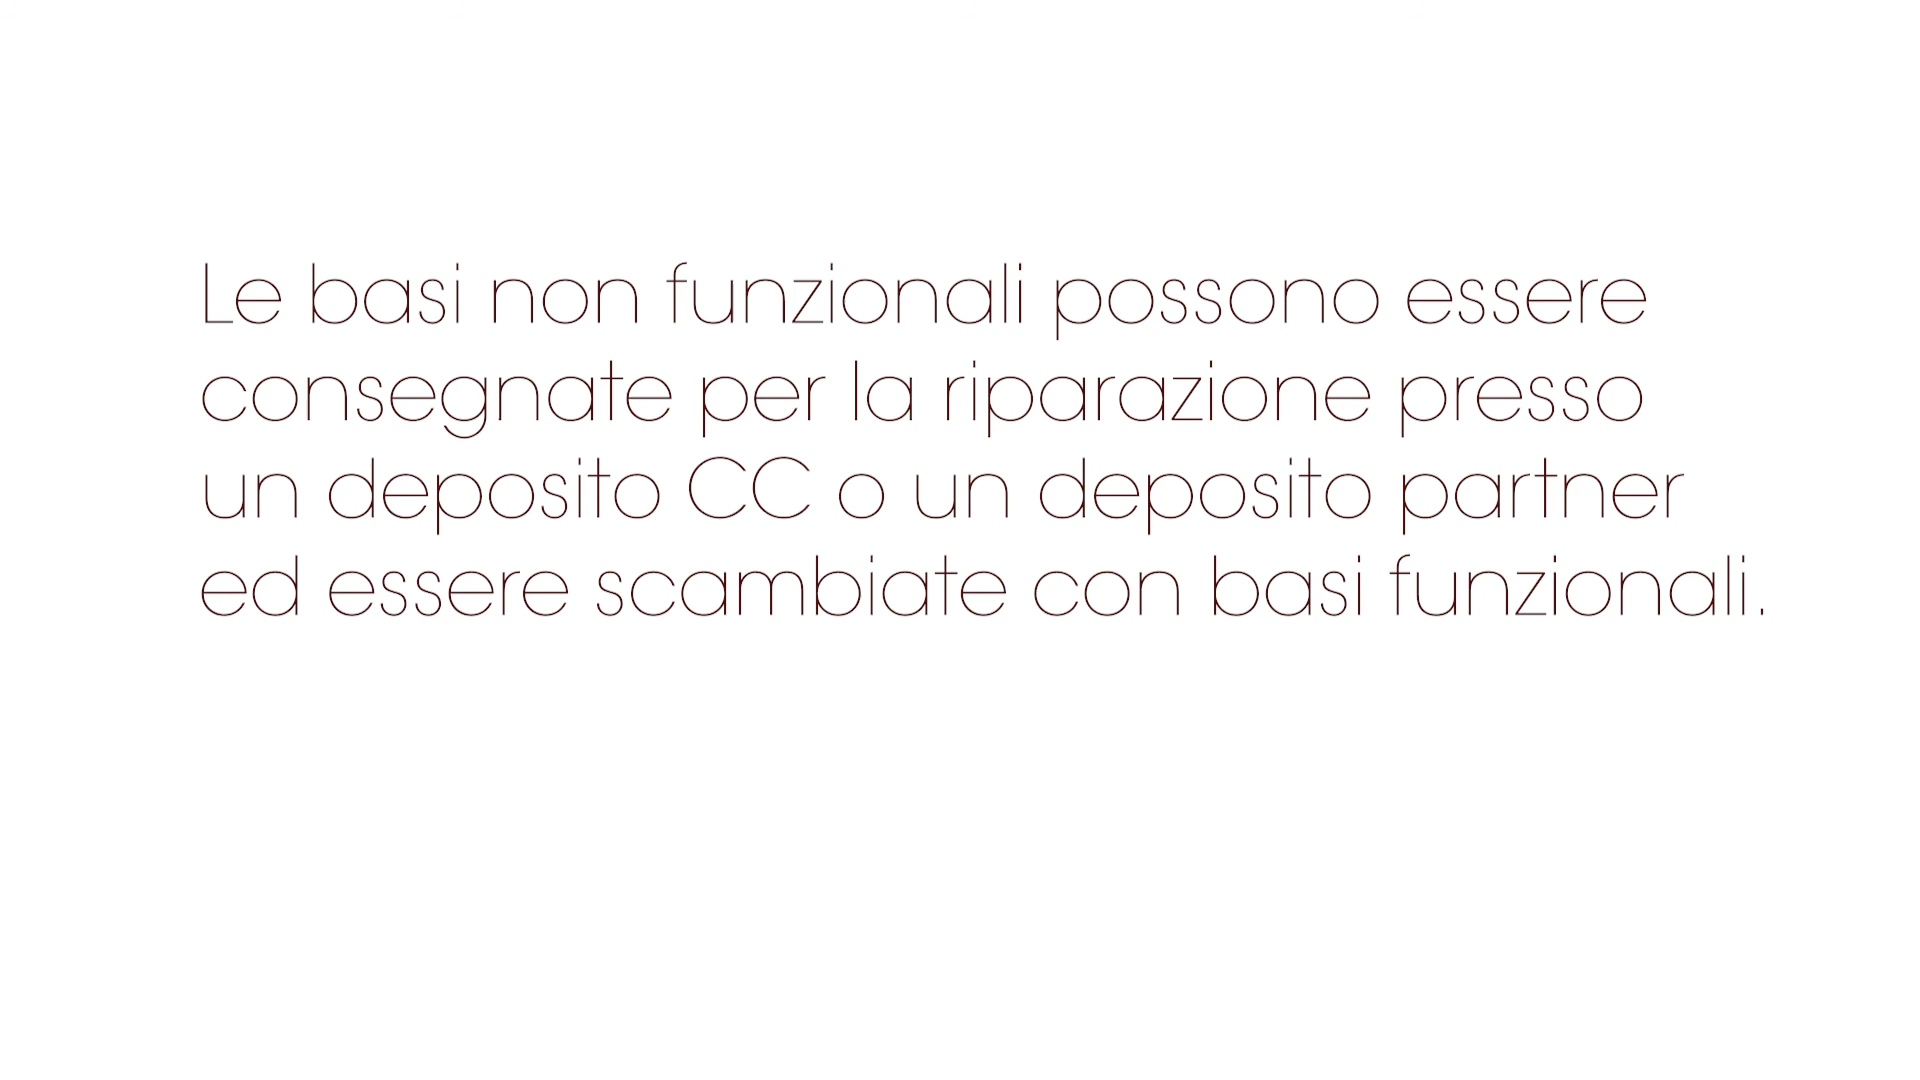 Le basi non funzionali possono essere
consegnate per la riparazione presso
un deposito CC o un deposito partner
ed essere scambiate con basi funzionali.